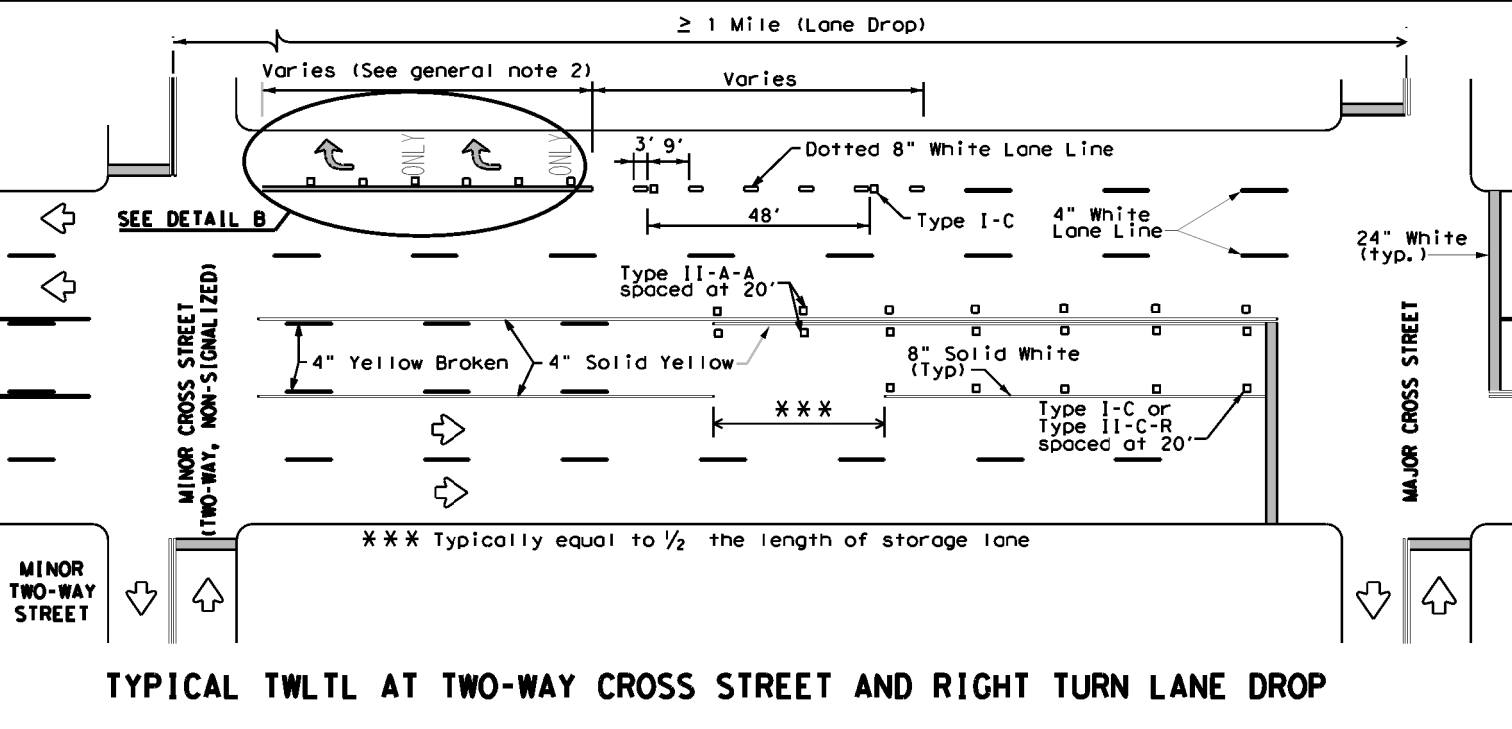 ≥ 1 Mile (Lane Drop)
Varies (See general note 2)
Varies
ONLY
ONLY
3' 9'
Dotted 8" White Lane Line
SEE DETAIL B
48'
Type I-C
4" White
Lane Line
24" White
(typ.)
Type II-A-A
spaced at 20'
MINOR CROSS STREET
(TWO-WAY, NON-SIGNALIZED)
4" Yellow Broken
4" Solid Yellow
8" Solid White
(Typ)
***
Type I-C or
Type II-C-R
spaced at 20'
MAJOR CROSS STREET
*** Typically equal to ½ the length of storage lane
MINOR
TWO-WAY
STREET
TYPICAL TWLTL AT TWO-WAY CROSS STREET AND RIGHT TURN LANE DROP